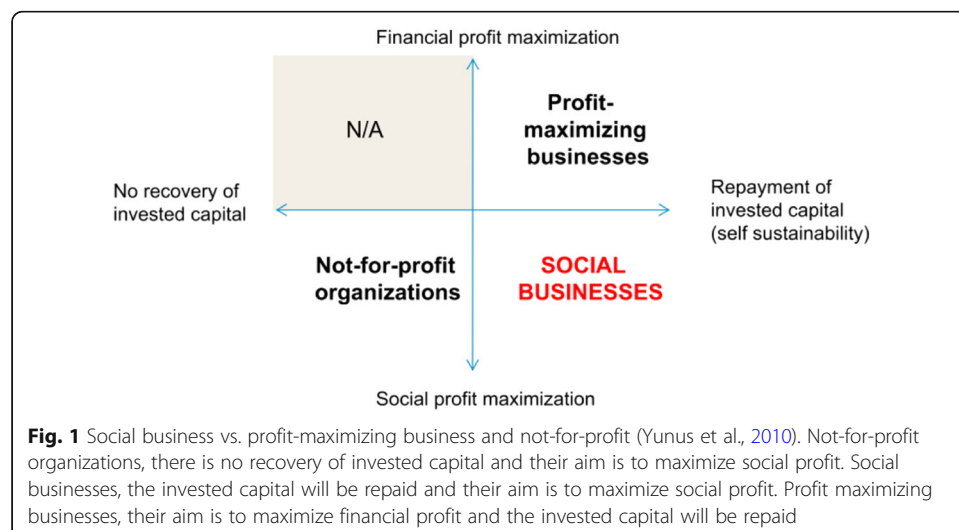 Financial profit maximization
N/A
Profit-
maximizing
businesses
No recovery of
invested capital
Repayment of
invested capital
(self sustainability)
Not-for-profit
organizations
SOCIAL
BUSINESSES
Social profit maximization
Fig. 1 Social business vs. profit-maximizing business and not-for-profit (Yunus et al., 2010). Not-for-profit
organizations, there is no recovery of invested capital and their aim is to maximize social profit. Social
businesses, the invested capital will be repaid and their aim is to maximize social profit. Profit maximizing
businesses, their aim is to maximize financial profit and the invested capital will be repaid